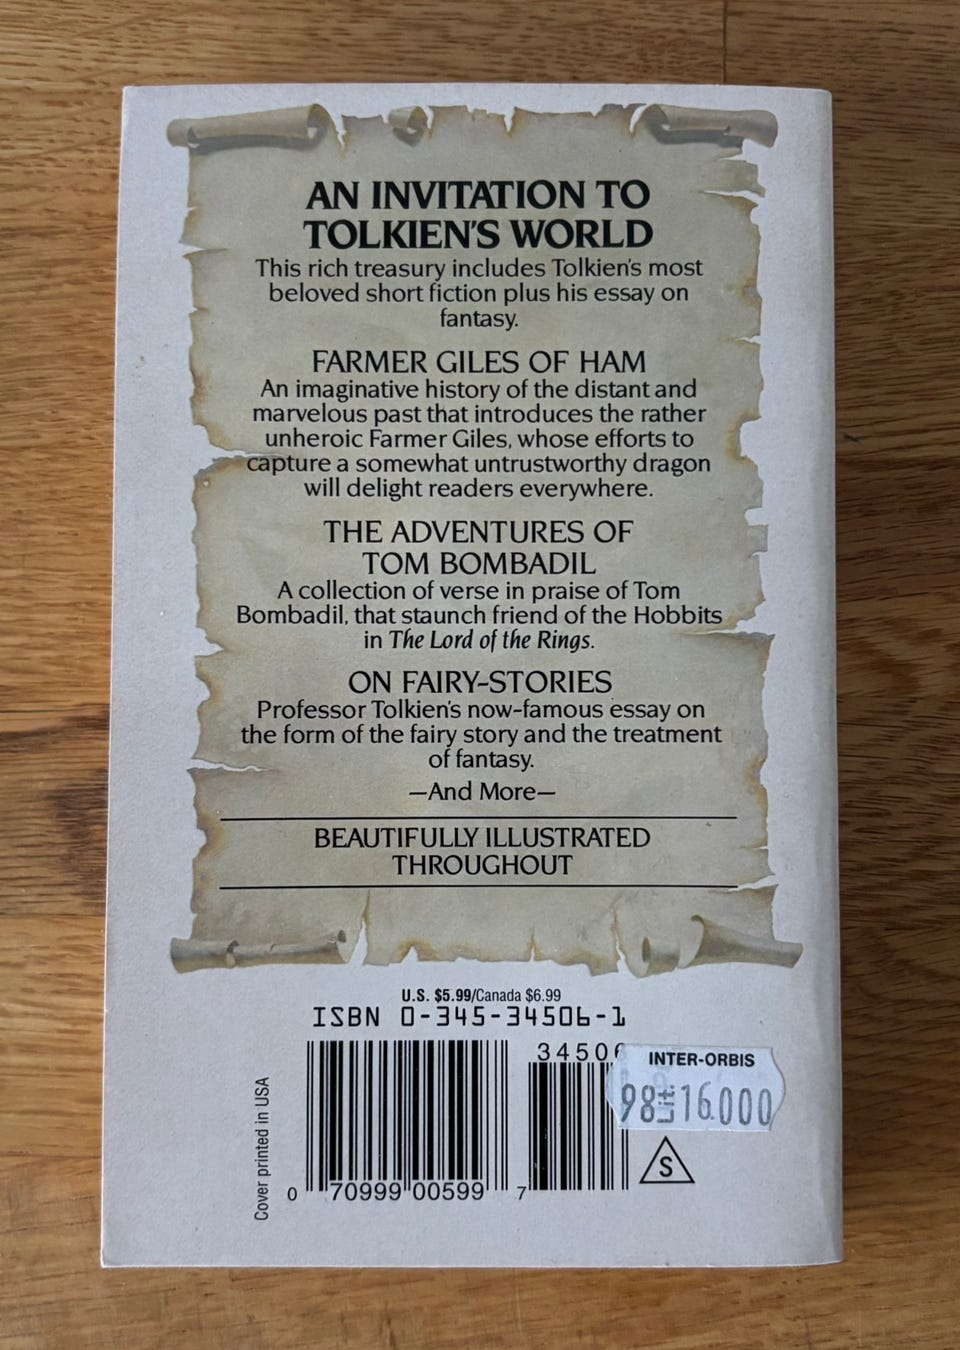 AN INVITATION TO
TOLKIEN'S WORLD
This rich treasury includes Tolkien's most
beloved short fiction plus his essay on
fantasy.
FARMER GILES OF HAM
An imaginative history of the distant and
marvelous past that introduces the rather
unheroic Farmer Giles, whose efforts to
capture a somewhat untrustworthy dragon
will delight readers everywhere.
THE ADVENTURES OF
TOM BOMBADIL
A collection of verse in praise of Tom
Bombadil, that staunch friend of the Hobbits
in The Lord of the Rings.
ON FAIRY-STORIES
Professor Tolkien's now-famous essay on
the form of the fairy story and the treatment
of fantasy.
—And More—
BEAUTIFULLY ILLUSTRATED
THROUGHOUT
U.S. $5.99/Canada $6.99
ISBN 0-345-34506-1
34506
INTER-ORBIS
98 Lit. 16.000
S
0 70999 00599 7
Cover printed in USA